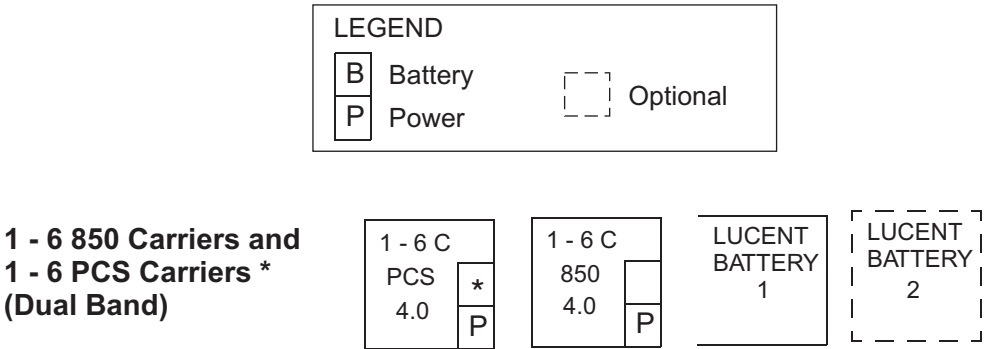 LEGEND
B Battery
P Power
Optional
1 - 6 850 Carriers and
1 - 6 PCS Carriers *
(Dual Band)
1 - 6 C
PCS
4.0
*
P
1 - 6 C
850
4.0
P
LUCENT
BATTERY
1
LUCENT
BATTERY
2